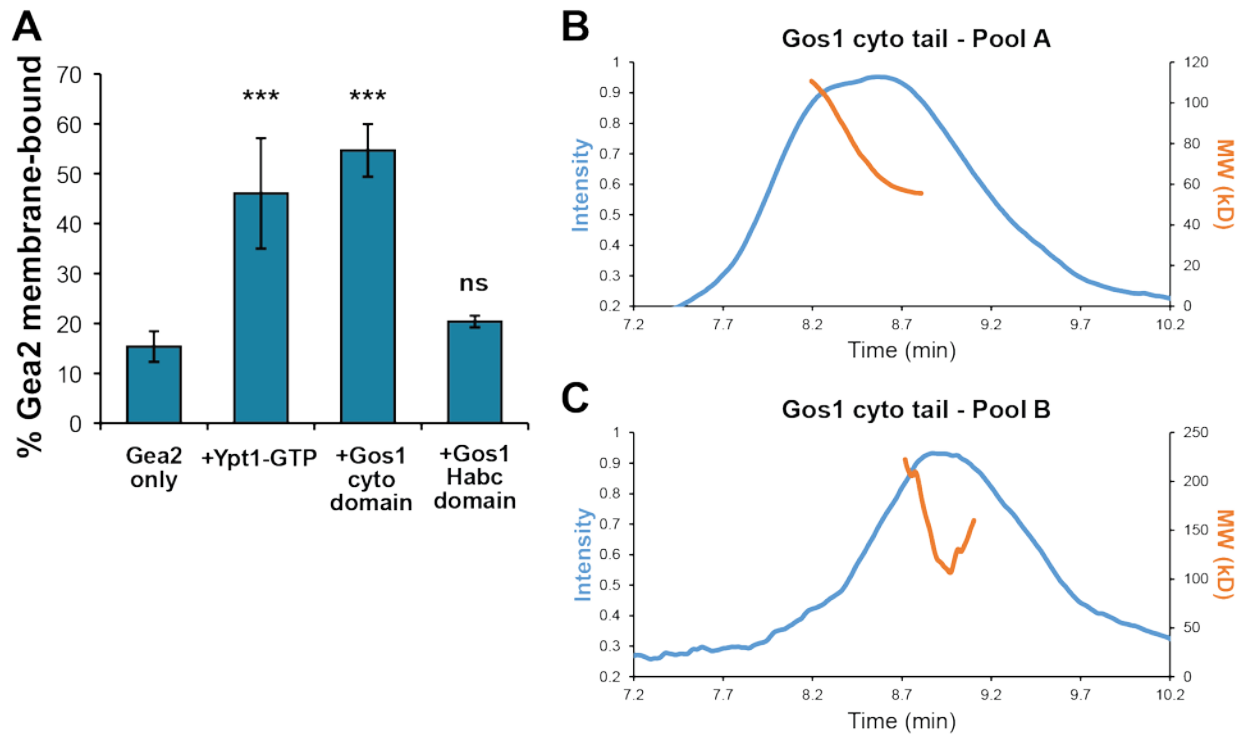 A
% Gea2 membrane-bound
70
60
50
40
30
20
10
0
***
***
ns
Gea2
only
+Ypt1-GTP
+Gos1
cyto
domain
+Gos1
Habc
domain
B
Gos1 cyto tail - Pool A
Intensity
1
0.9
0.8
0.7
0.6
0.5
0.4
0.3
0.2
120
100
80
60
40
20
0
MW (kD)
7.2 7.7 8.2 8.7 9.2 9.7 10.2
Time (min)
C
Gos1 cyto tail - Pool B
Intensity
1
0.9
0.8
0.7
0.6
0.5
0.4
0.3
0.2
250
200
150
100
50
0
MW (kD)
7.2 7.7 8.2 8.7 9.2 9.7 10.2
Time (min)